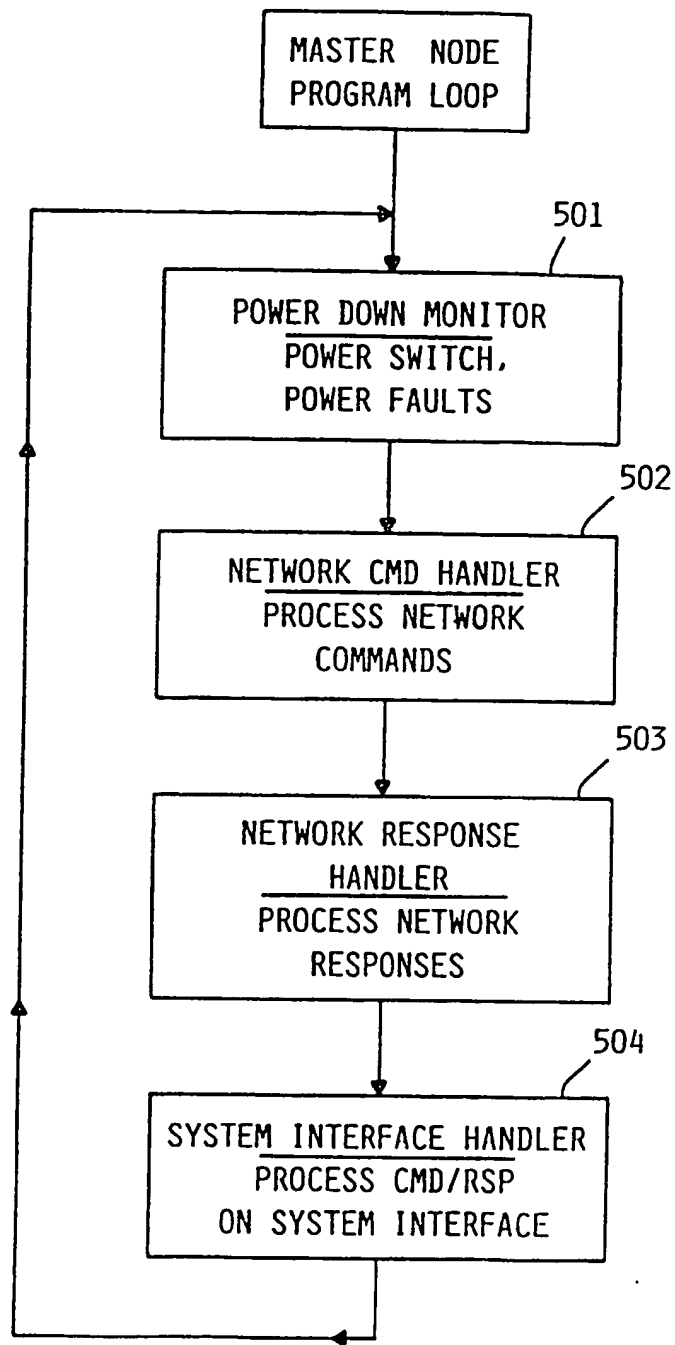 MASTER NODE
PROGRAM LOOP
501
POWER DOWN MONITOR
POWER SWITCH,
POWER FAULTS
502
NETWORK CMD HANDLER
PROCESS NETWORK
COMMANDS
503
NETWORK RESPONSE
HANDLER
PROCESS NETWORK
RESPONSES
504
SYSTEM INTERFACE HANDLER
PROCESS CMD/RSP
ON SYSTEM INTERFACE